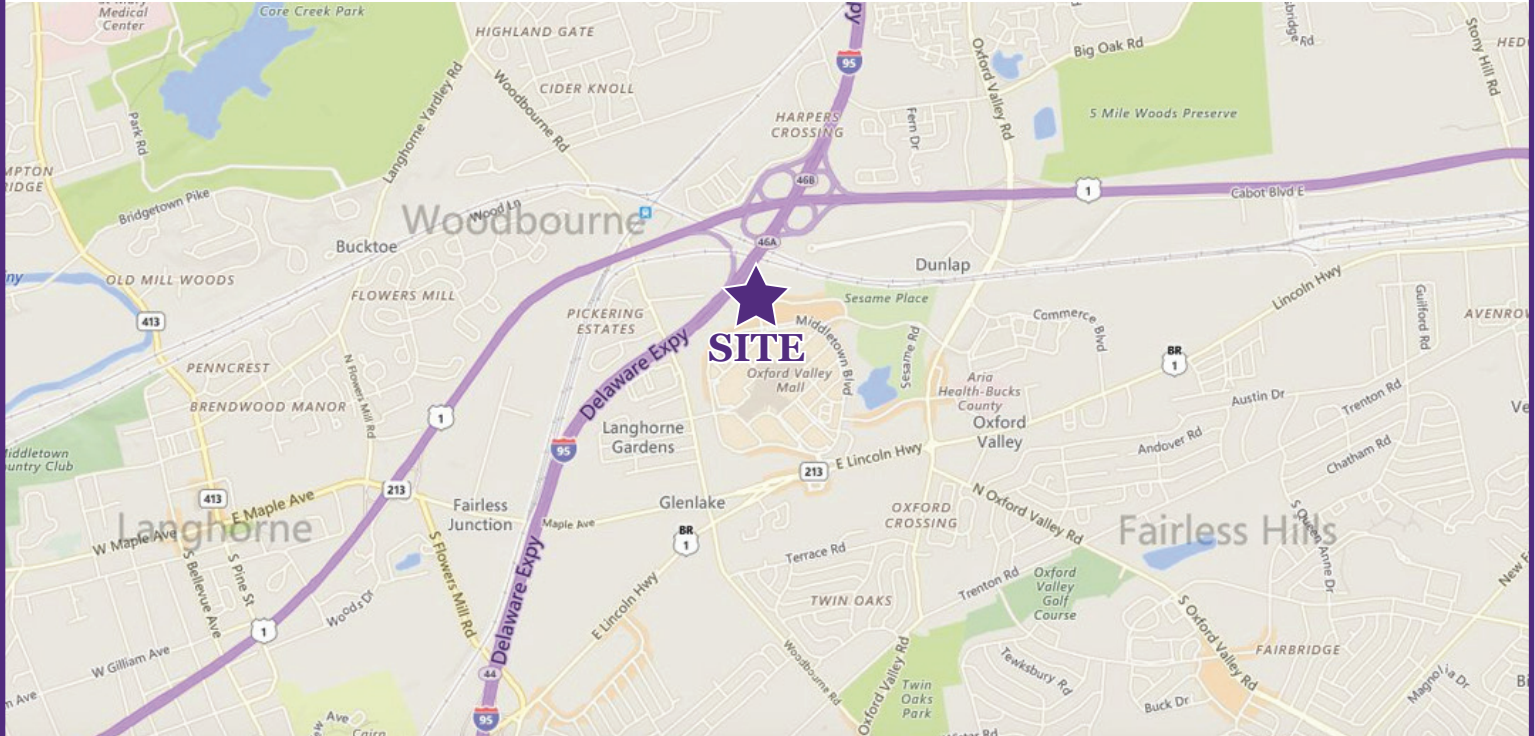 Medical
Center
Core Creek Park
HIGHLAND GATE
CIDER KNOLL
Langhorne Yardley Rd
Woodbourne Rd
Park Rd
95
Oxford Valley Rd
Big Oak Rd
Stony Hill Rd
HARPERS
CROSSING
Fern Dr
5 Mile Woods Preserve
46B
1
Cabot Blvd E
Bridgetown Pike
Wood Ln
Woodbourne
Bucktoe
46A
Dunlap
OLD MILL WOODS
FLOWERS MILL
413
PICKERING
ESTATES
Sesame Place
Lincoln Hwy
Guilford Rd
SITE
Middletown Blvd
Sesame Rd
Commerce Blvd
BR
1
PENNCREST
N Flowers Mill Rd
Delaware Expy
Oxford Valley
Mall
Aria
Health-Bucks
County
Austin Dr
Trenton Rd
BRENDWOOD MANOR
1
Langhorne
Gardens
95
Oxford
Valley
Andover Rd
Chatham Rd
E Lincoln Hwy
213
413
213
E Maple Ave
Langhorne
W Maple Ave
Fairless
Junction
Maple Ave
Glenlake
BR
1
OXFORD
CROSSING
N Oxford Valley Rd
Fairless Hills
S Queen Anne Dr
S Bellevue Ave
S Pine St
S Flowers Mill Rd
Delaware Expy
Terrace Rd
Trenton Rd
Oxford
Valley
Golf
Course
Woods Dr
E Lincoln Hwy
TWIN OAKS
S Oxford Valley Rd
1
W Gilliam Ave
Woodbourne Rd
Oxford Valley Rd
Twin
Oaks
Park
Tewksbury Rd
FAIRBRIDGE
Magnolia Dr
Buck Dr
44
95